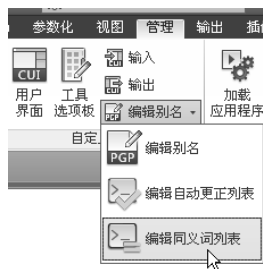 参数化 视图 管理 输出
CUI
用户界面
工具选项板
输入
输出
编辑别名
加载
应用程序
自定
PGP 编辑别名
编辑自动更正列表
编辑同义词列表